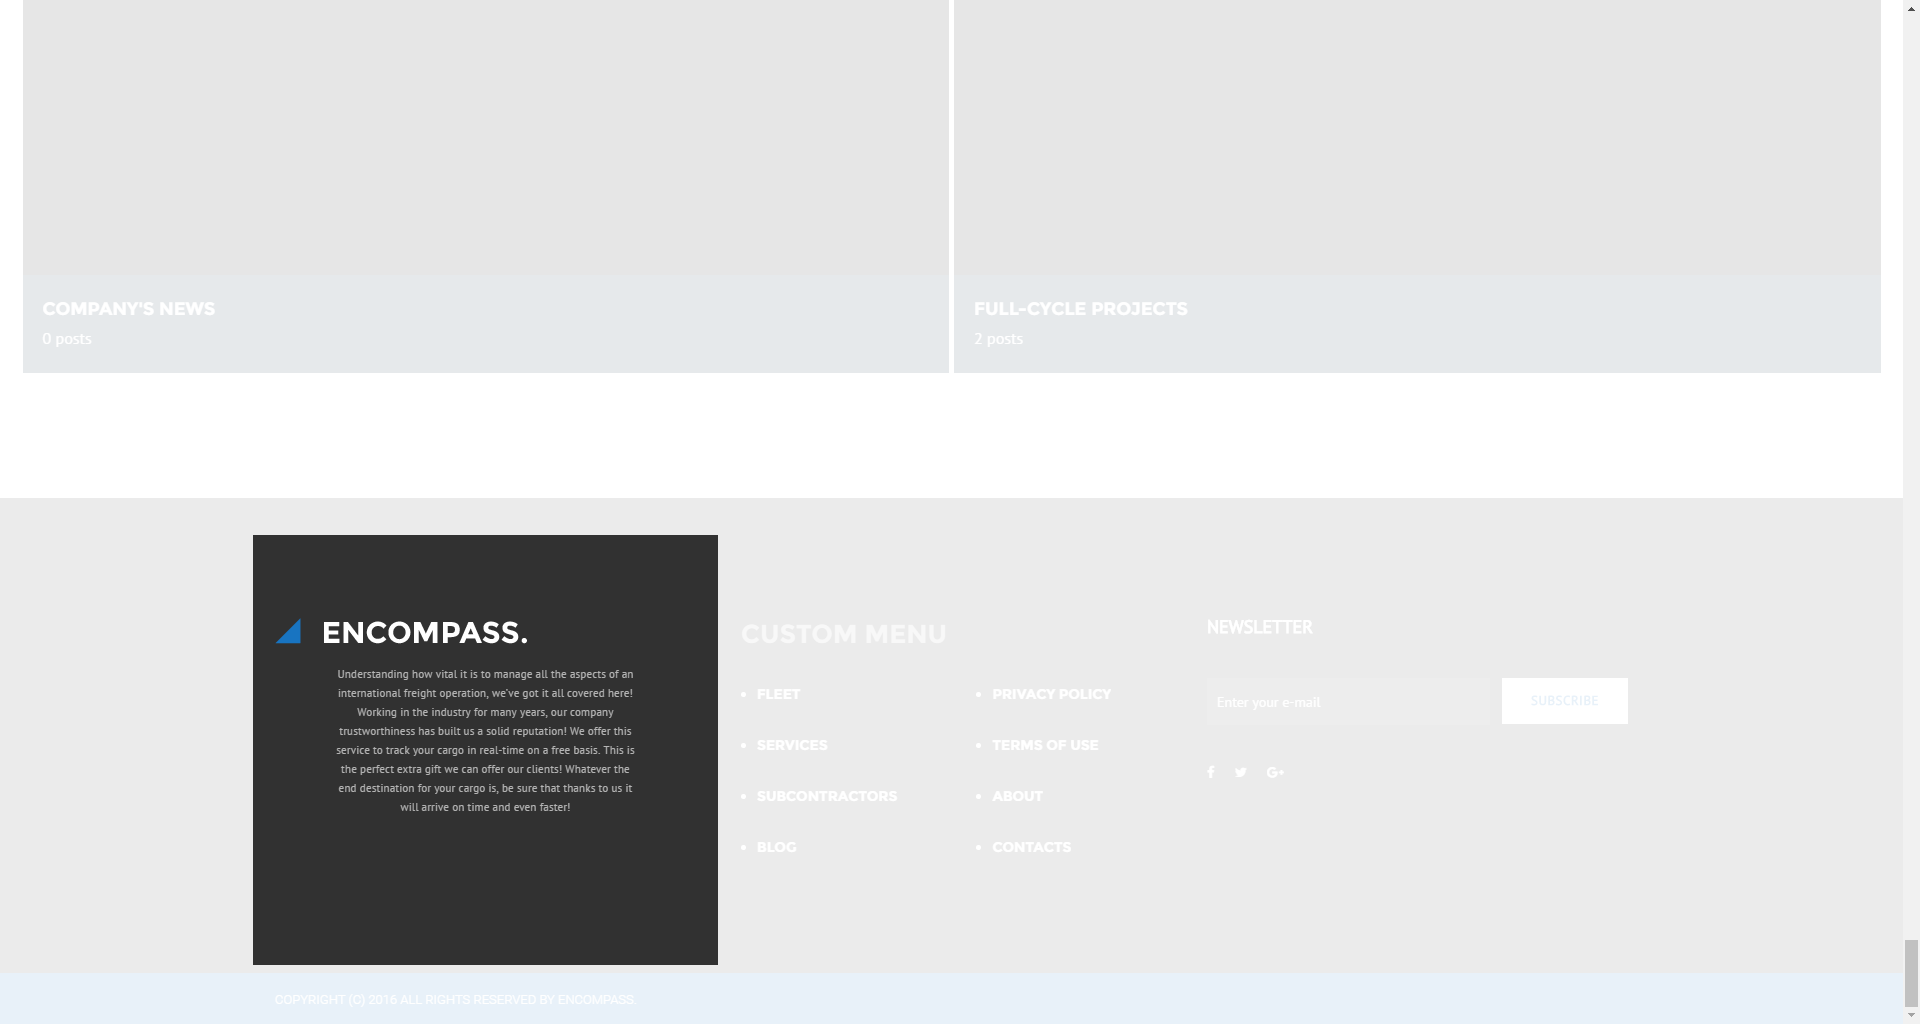 COMPANY'S NEWS
0 posts
FULL-CYCLE PROJECTS
2 posts
ENCOMPASS.
Understanding how vital it is to manage all the aspects of an
international freight operation, we've got it all covered here!
Working in the industry for many years, our company
trustworthiness has built us a solid reputation! We offer this
service to track your cargo in real-time on a free basis. This is
the perfect extra gift we can offer our clients! Whatever the
end destination for your cargo is, be sure that thanks to us it
will arrive on time and even faster!
CUSTOM MENU
FLEET
SERVICES
SUBCONTRACTORS
BLOG
PRIVACY POLICY
TERMS OF USE
ABOUT
CONTACTS
NEWSLETTER
Enter your e-mail
SUBSCRIBE
COPYRIGHT (C) 2016 ALL RIGHTS RESERVED BY ENCOMPASS.